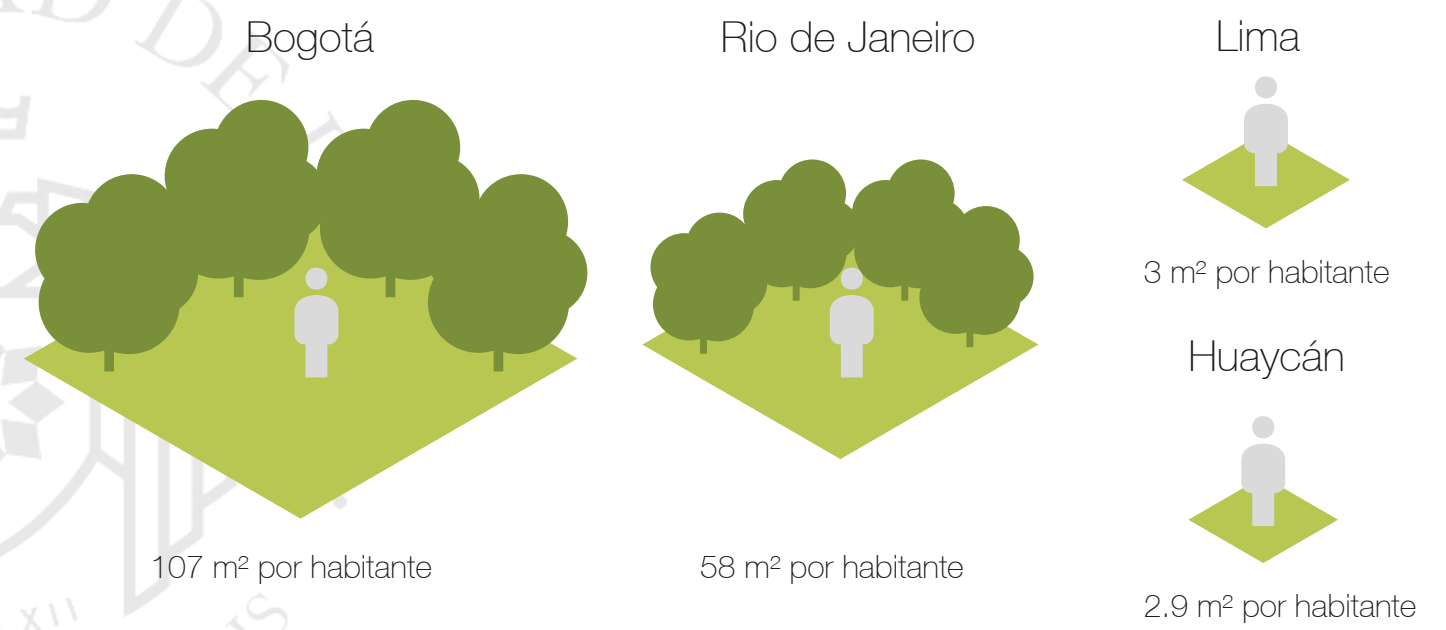 Bogotá
107 m² por habitante
Rio de Janeiro
58 m² por habitante
Lima
3 m² por habitante
Huaycán
2.9 m² por habitante